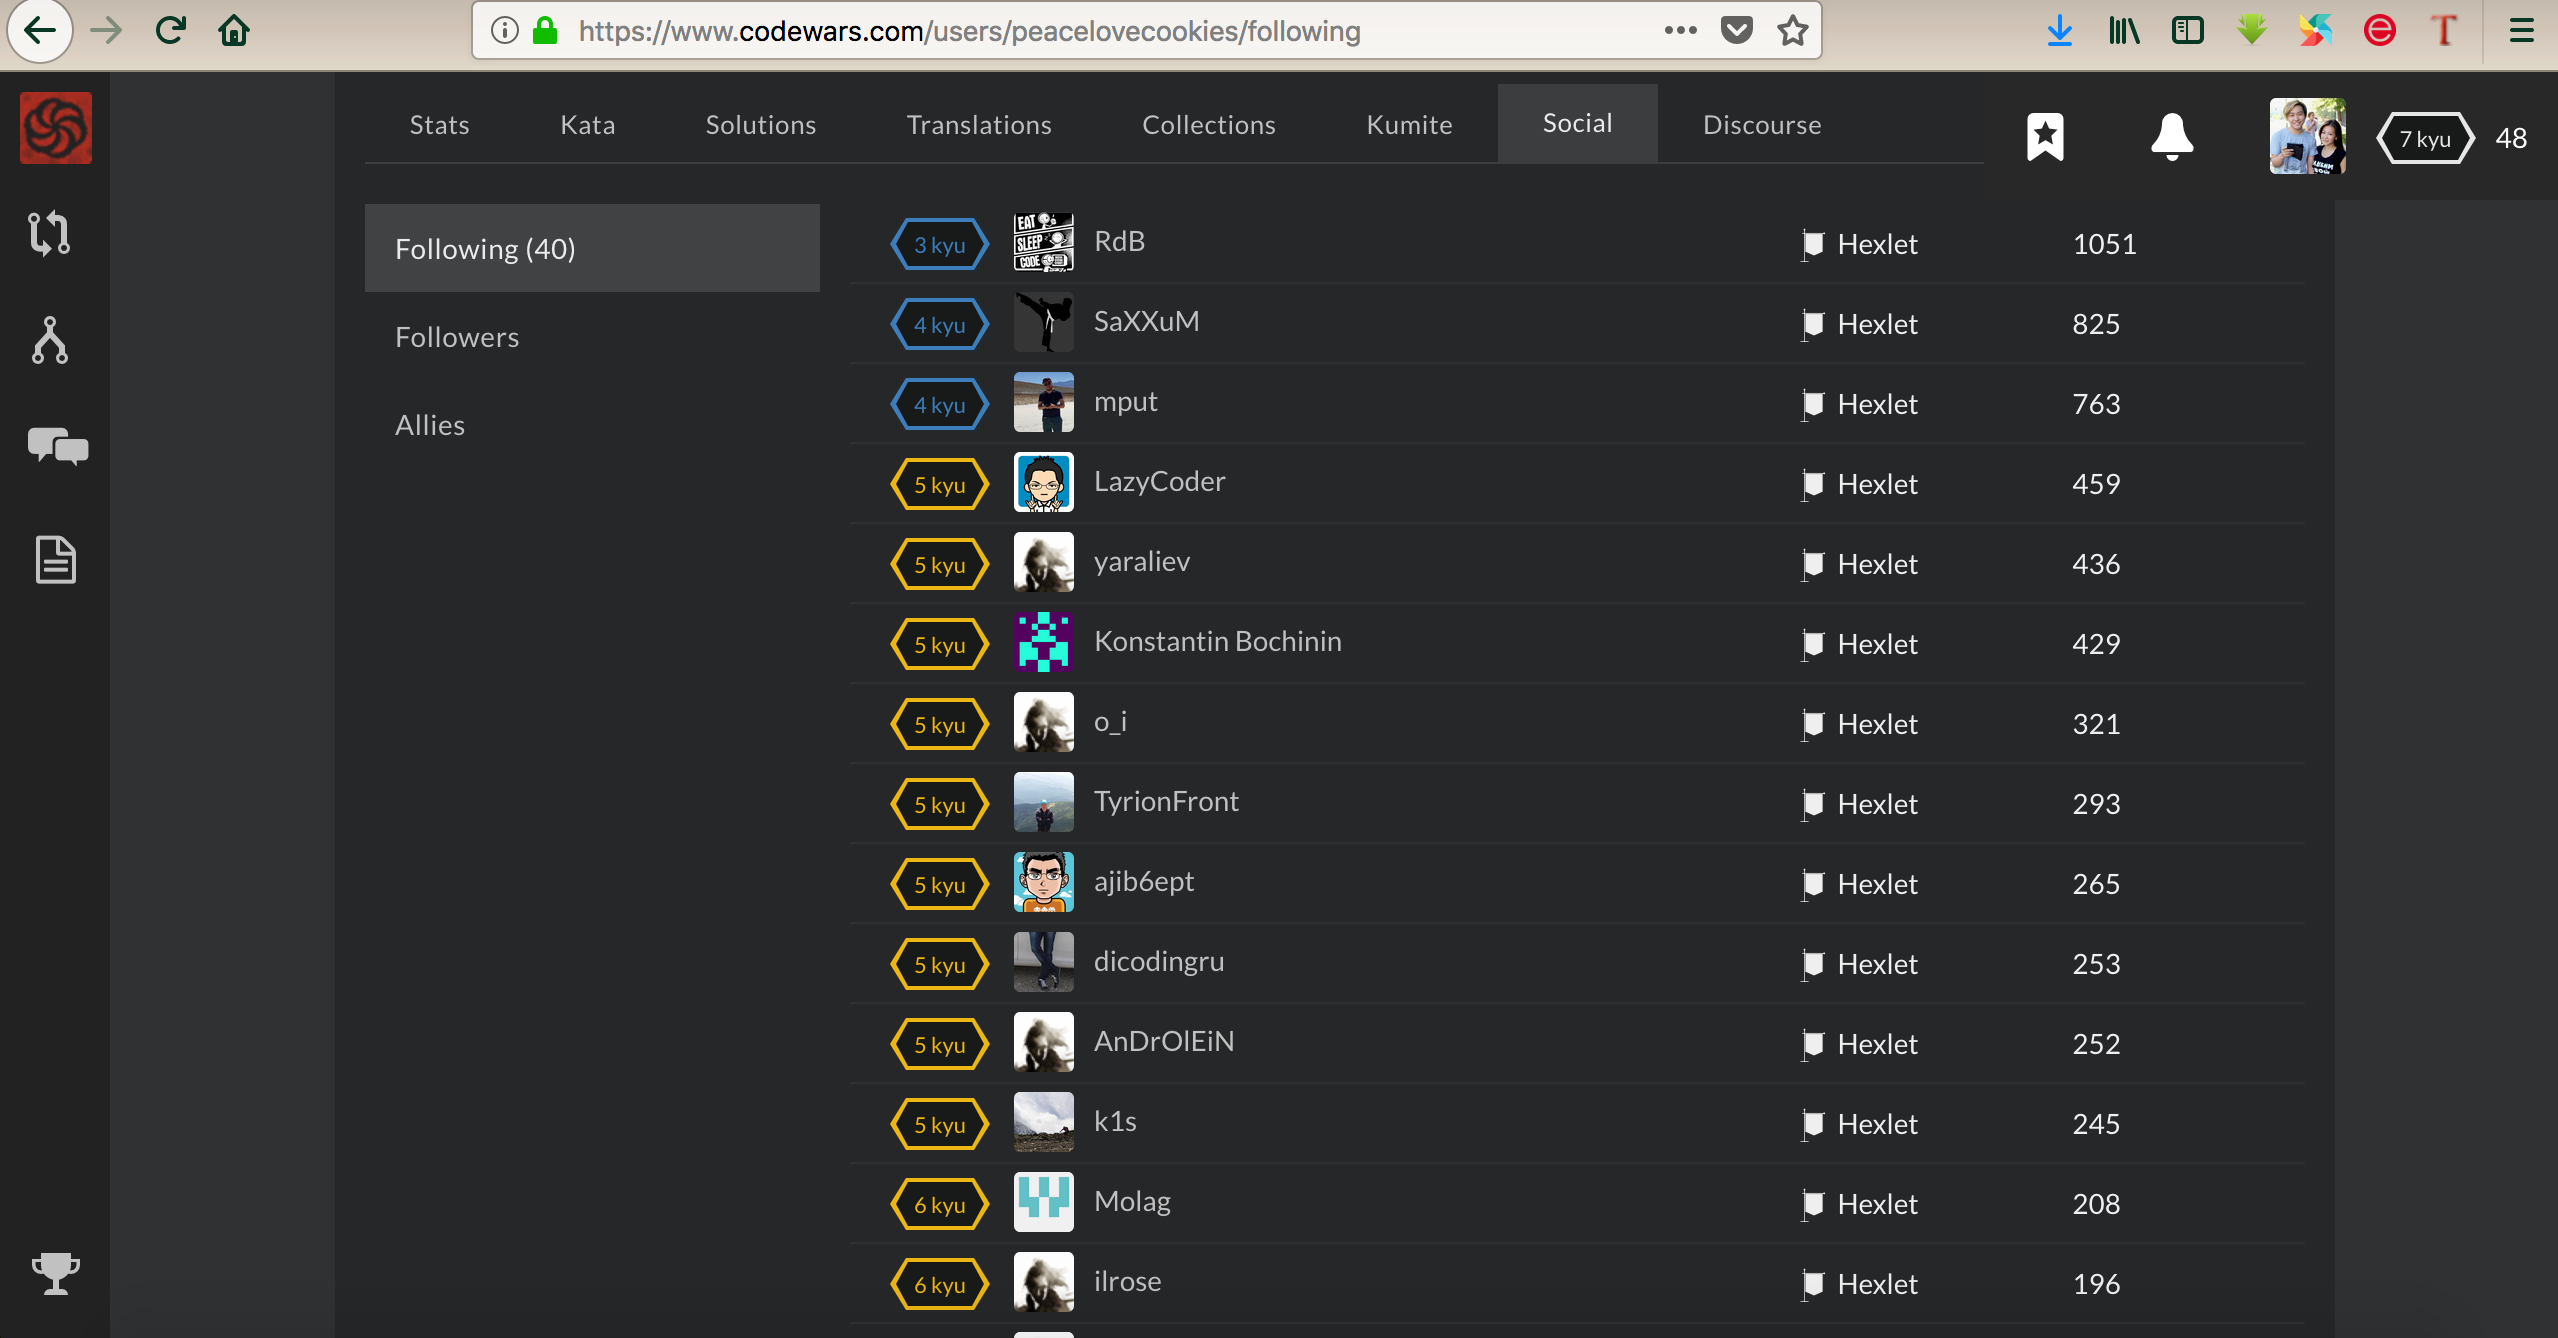 https://www.codewars.com/users/peacelovecookies/following
Stats Kata Solutions Translations Collections Kumite Social Discourse
7 kyu 48
Following (40)
Followers
Allies
3 kyu EAT SLEEP CODE RdB Hexlet 1051
4 kyu SaXXuM Hexlet 825
4 kyu mput Hexlet 763
5 kyu LazyCoder Hexlet 459
5 kyu yaraliev Hexlet 436
5 kyu Konstantin Bochinin Hexlet 429
5 kyu o_i Hexlet 321
5 kyu TyrionFront Hexlet 293
5 kyu ajib6ept Hexlet 265
5 kyu dicodingru Hexlet 253
5 kyu AnDrOlEiN Hexlet 252
5 kyu k1s Hexlet 245
6 kyu Molag Hexlet 208
6 kyu ilrose Hexlet 196